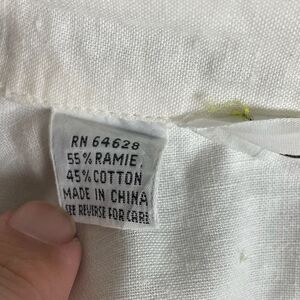 RN 64628
55% RAMIE,
45% COTTON
MADE IN CHINA
SEE REVERSE FOR CARE